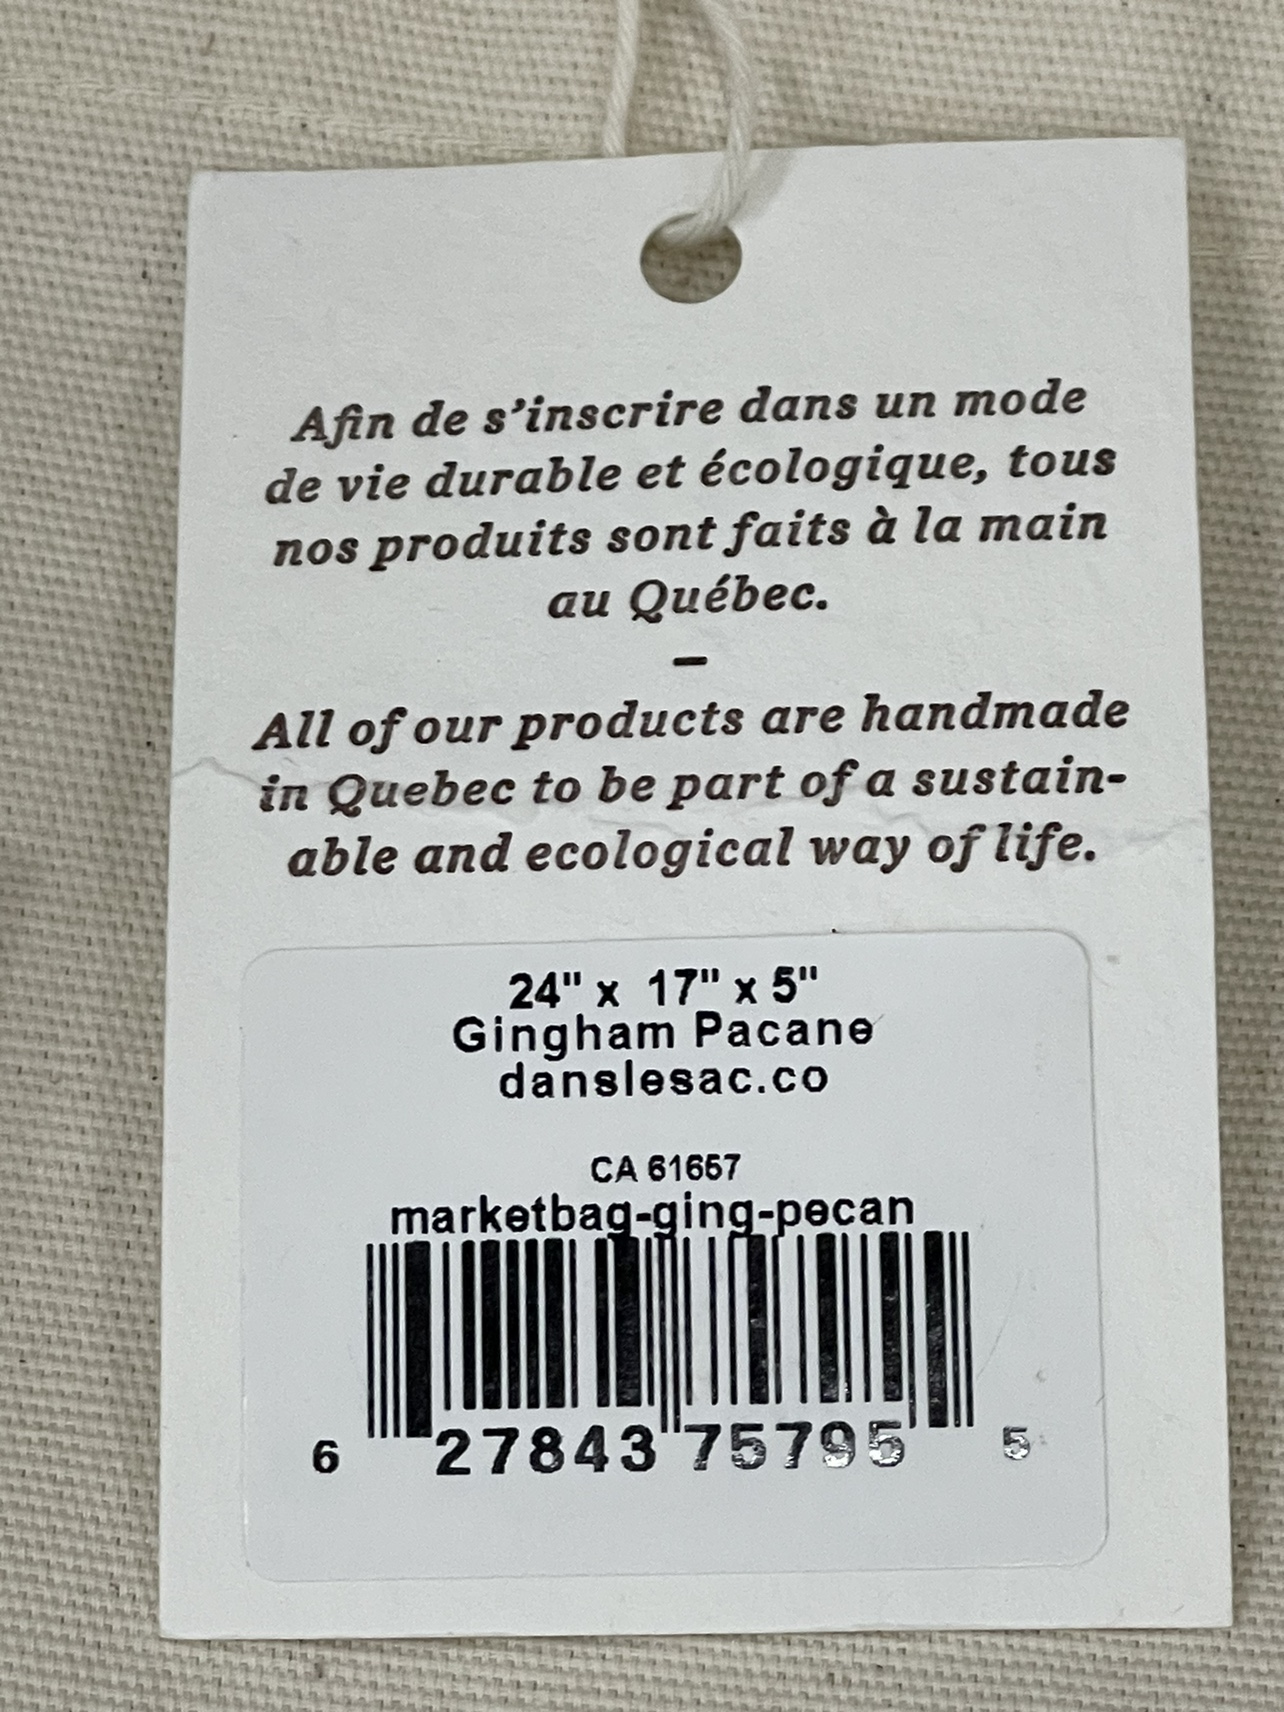 Afin de s’inscrire dans un mode
de vie durable et écologique, tous
nos produits sont faits à la main
au Québec.
–
All of our products are handmade
in Quebec to be part of a sustain-
able and ecological way of life.
24" x 17" x 5"
Gingham Pacane
danslesac.co
CA 61657
marketbag-ging-pecan
6 27843 75795 5